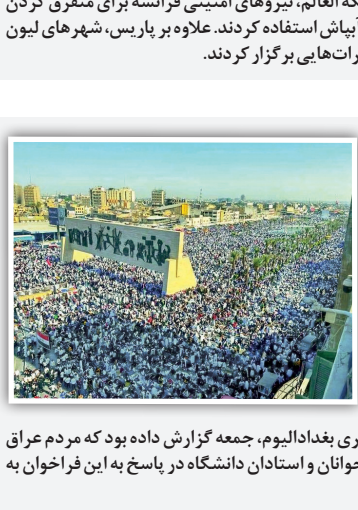 العالم، نیروهای امنیتی فرانسه برای متفرق کردن
آبپاش استفاده کردند. علاوه بر پاریس، شهرهای لیون
برگزار کردند.
بغدادالیوم، جمعه گزارش داده بود که مردم عراق
جوانان و استادان دانشگاه در پاسخ به این فراخوان به